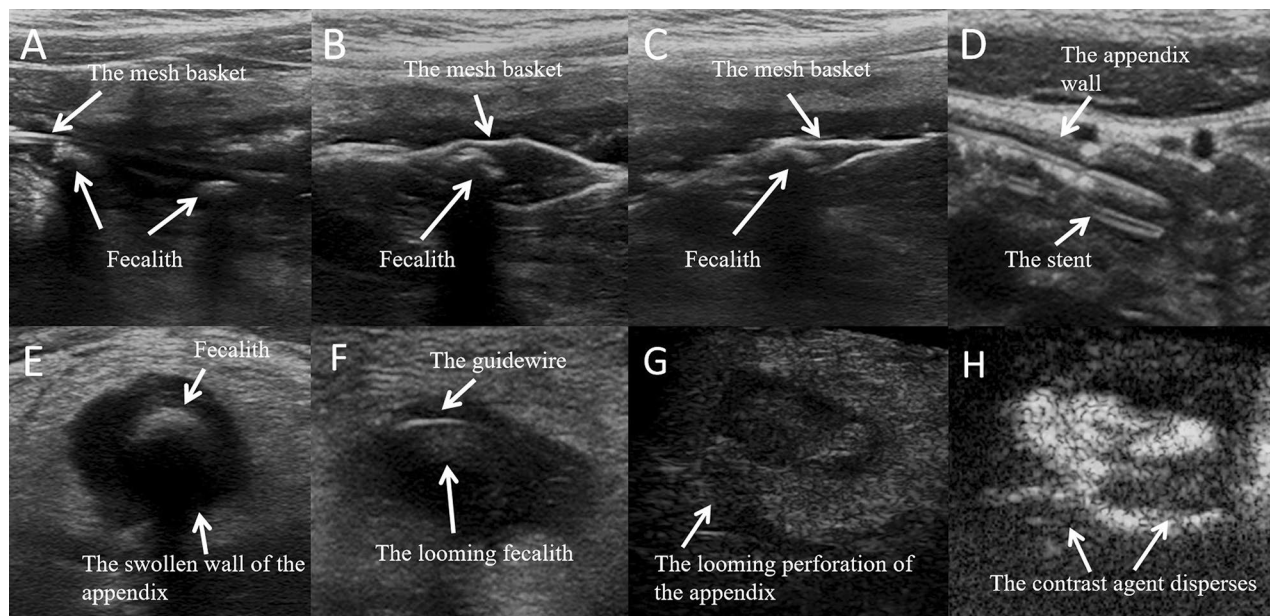 A
The mesh basket
Fecalith
B
The mesh basket
Fecalith
C
The mesh basket
Fecalith
D
The appendix
wall
The stent
E
Fecalith
The swollen wall of the
appendix
F
The guidewire
The looming fecalith
G
The looming perforation of
the appendix
H
The contrast agent disperses